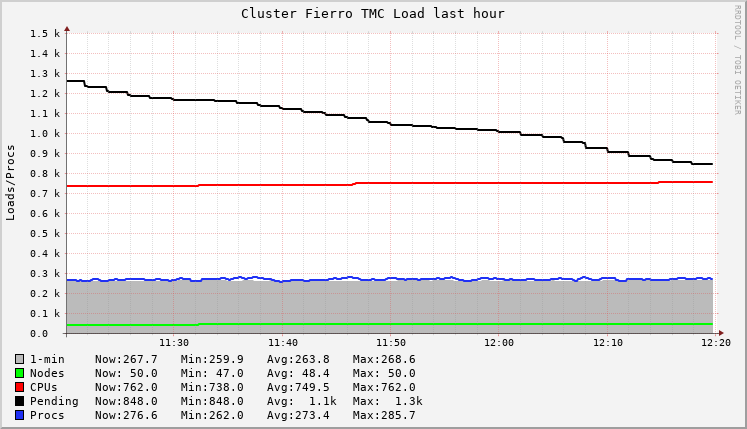 Cluster Fierro TMC Load last hour
RRDTOOL / TOBI OETIKER
Loads/Procs
1.5 k
1.4 k
1.3 k
1.2 k
1.1 k
1.0 k
0.9 k
0.8 k
0.7 k
0.6 k
0.5 k
0.4 k
0.3 k
0.2 k
0.1 k
0.0
11:30 11:40 11:50 12:00 12:10 12:20
1-min Now:267.7 Min:259.9 Avg:263.8 Max:268.6
Nodes Now: 50.0 Min: 47.0 Avg: 48.4 Max: 50.0
CPUs Now:762.0 Min:738.0 Avg:749.5 Max:762.0
Pending Now:848.0 Min:848.0 Avg: 1.1k Max: 1.3k
Procs Now:276.6 Min:262.0 Avg:273.4 Max:285.7